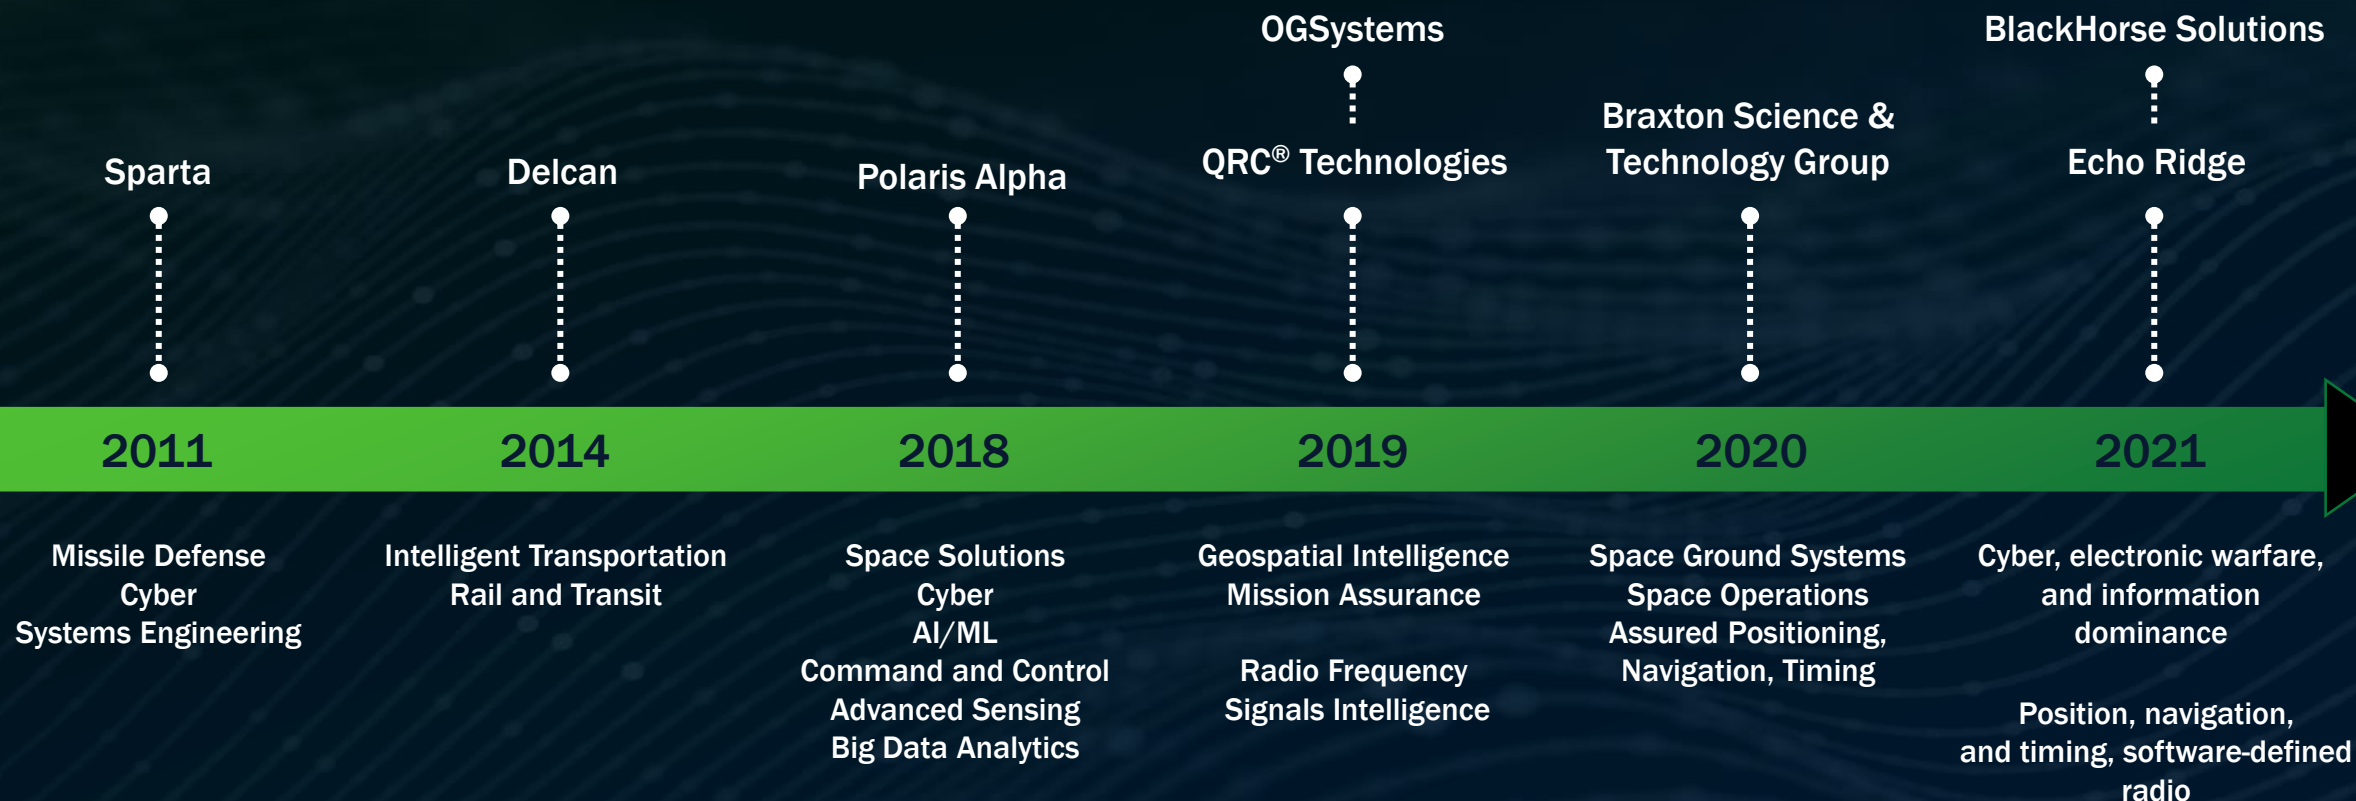 OGSystems
BlackHorse Solutions
Braxton Science &
Technology Group
Sparta
Delcan
Polaris Alpha
QRC® Technologies
Echo Ridge
2011
2014
2018
2019
2020
2021
Missile Defense
Cyber
Systems Engineering
Intelligent Transportation
Rail and Transit
Space Solutions
Cyber
AI/ML
Command and Control
Advanced Sensing
Big Data Analytics
Geospatial Intelligence
Mission Assurance
Radio Frequency
Signals Intelligence
Space Ground Systems
Space Operations
Assured Positioning,
Navigation, Timing
Cyber, electronic warfare,
and information
dominance
Position, navigation,
and timing, software-defined
radio